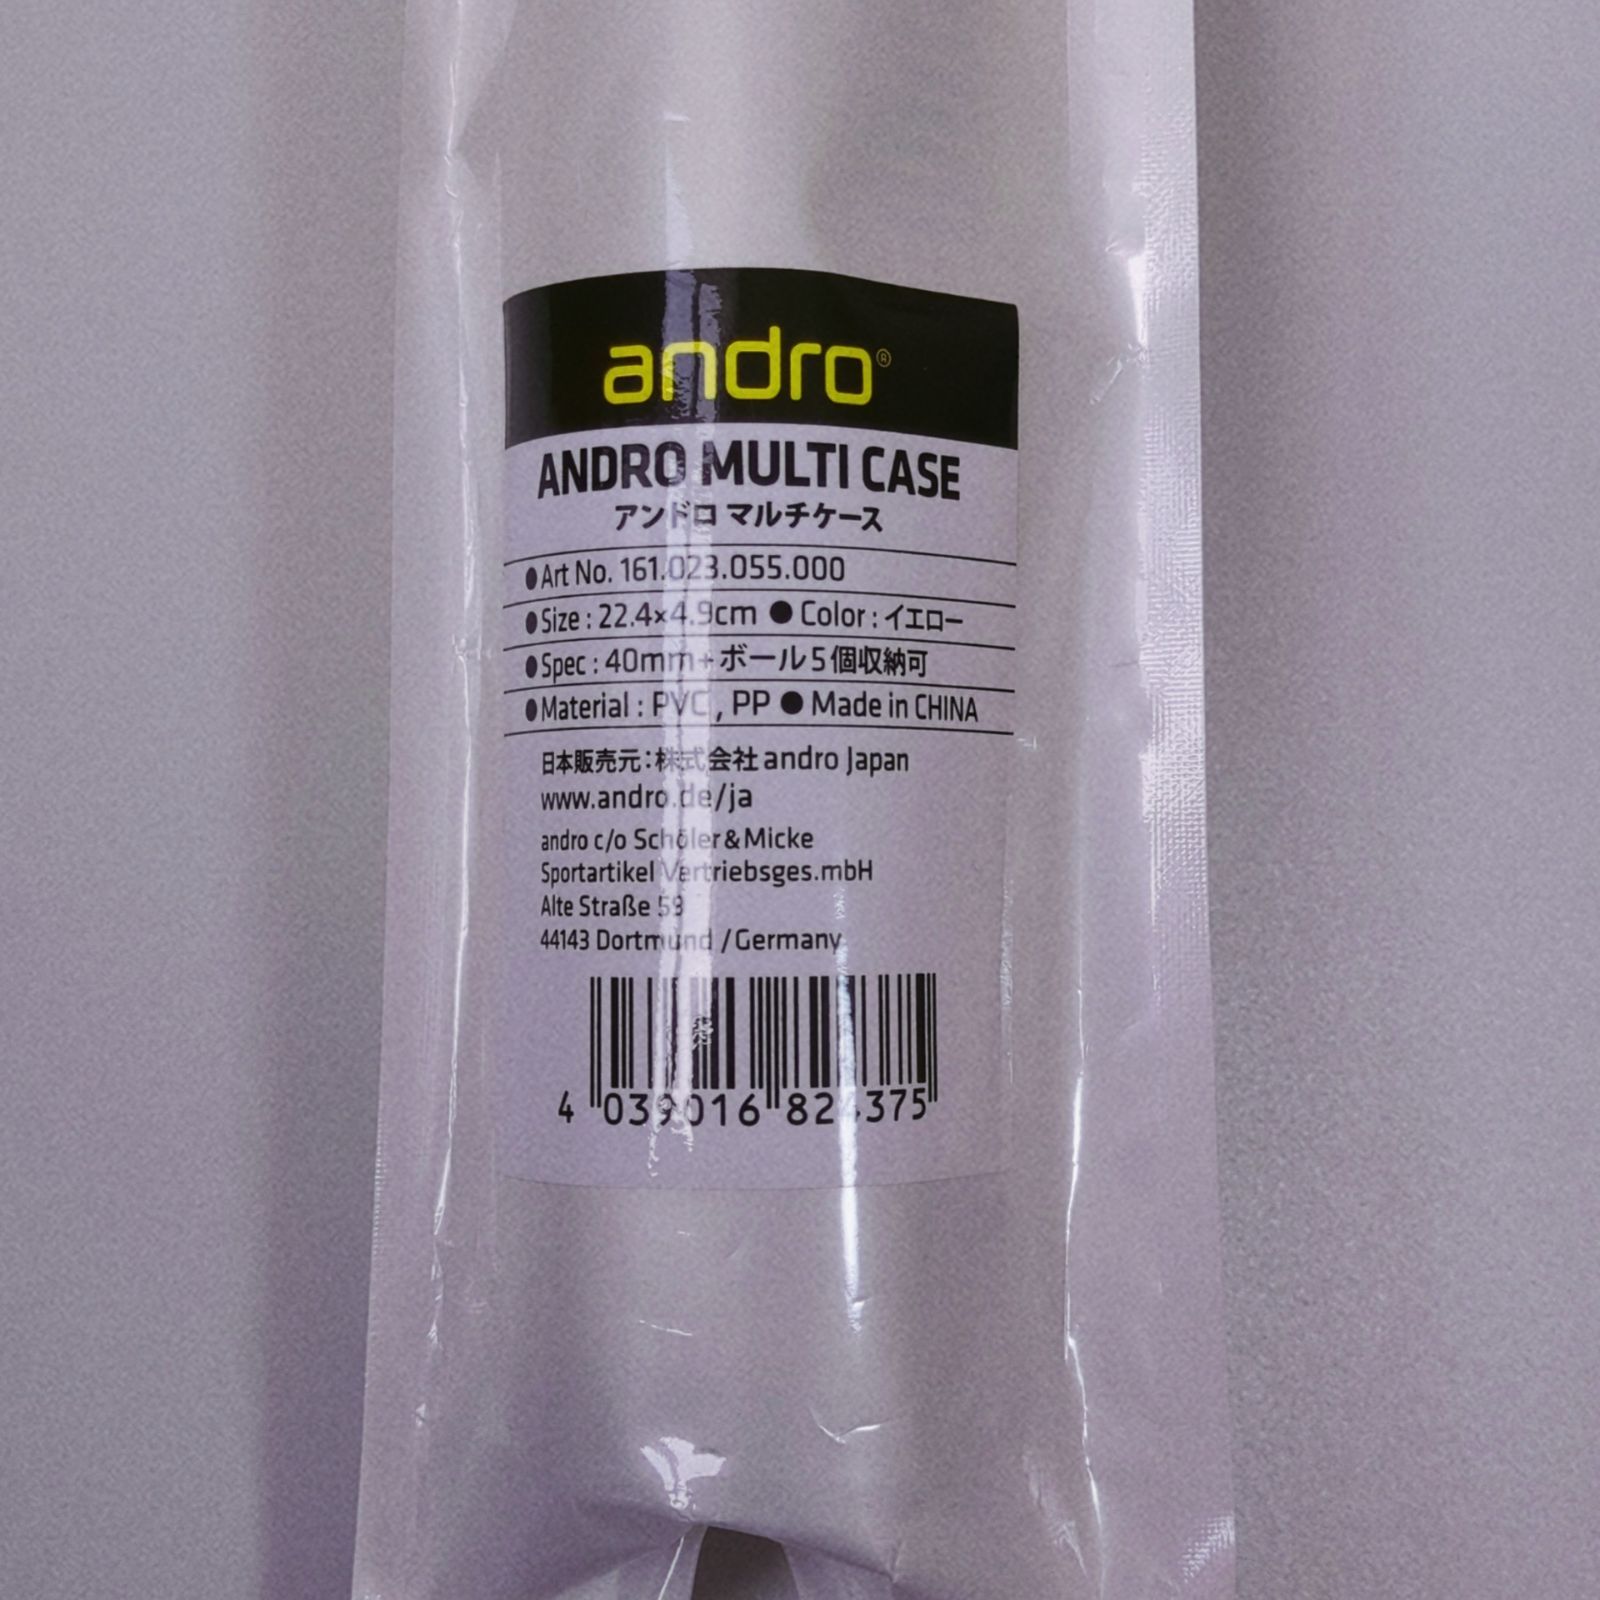 andro®
ANDRO MULTI CASE
アンドロ マルチケース
●Art No. 161.023.055.000
●Size : 22.4×4.9cm ● Color : イエロー
●Spec : 40mm+ ボール5個収納可
●Material : PVC , PP ● Made in CHINA
日本販売元：株式会社 andro Japan
www.andro.de/ja
andro c/o Schöler & Micke
Sportartikel Vertriebsges.mbH
Alte Straße 59
44143 Dortmund / Germany
4 039016 824375